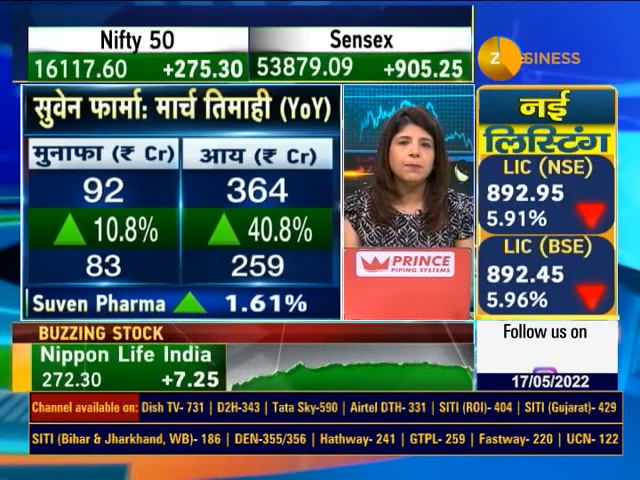 Nifty 50
16117.60 +275.30
Sensex
53879.09 +905.25
Z
BUSINESS
सुवेन फार्मा: मार्च तिमाही (YoY)
मुनाफा (₹ Cr)
92
10.8%
83
आय (₹ Cr)
364
40.8%
259
Suven Pharma 1.61%
PRINCE
PIPING SYSTEMS
नई
लिस्टिंग
LIC (NSE)
892.95
5.91%
LIC (BSE)
892.45
5.96%
BUZZING STOCK
Nippon Life India
272.30 +7.25
Follow us on
17/05/2022
Channel available on: Dish TV- 731 | D2H-343 | Tata Sky-590 | Airtel DTH- 331 | SITI (ROI)- 404 | SITI (Gujarat)- 429
SITI (Bihar & Jharkhand, WB)- 186 | DEN-355/356 | Hathway- 241 | GTPL- 259 | Fastway- 220 | UCN- 122